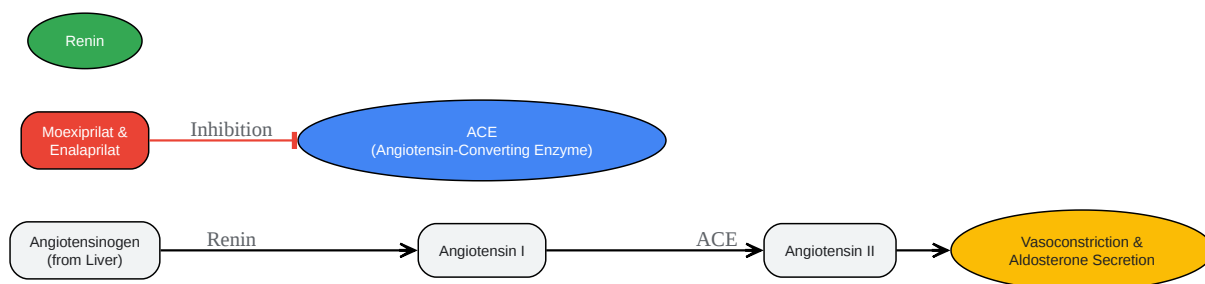 Renin
Moexiprilat &
Enalaprilat
Inhibition
ACE
(Angiotensin-Converting Enzyme)
Angiotensinogen
(from Liver)
Renin
Angiotensin I
ACE
Angiotensin II
Vasoconstriction &
Aldosterone Secretion